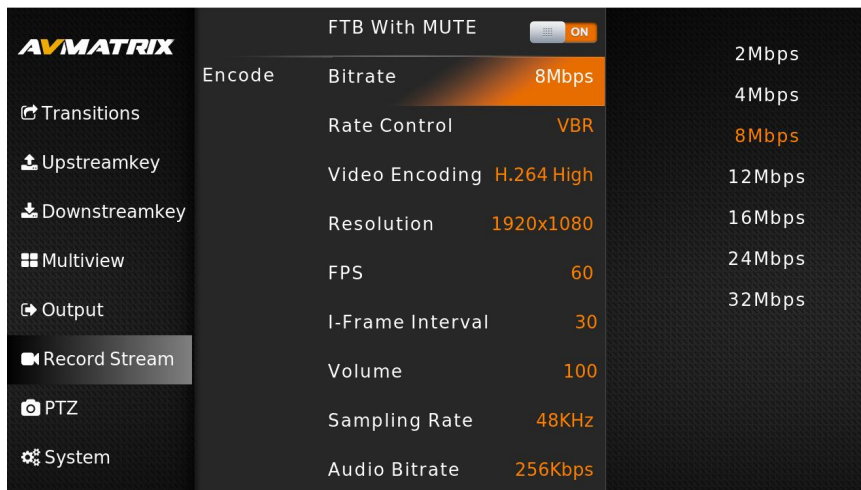 AVMATRIX
Transitions
Upstreamkey
Downstreamkey
Multiview
Output
Record Stream
PTZ
System
FTB With MUTE ON
Encode Bitrate 8Mbps
Rate Control VBR
Video Encoding H.264 High
Resolution 1920x1080
FPS 60
I-Frame Interval 30
Volume 100
Sampling Rate 48KHz
Audio Bitrate 256Kbps
2Mbps
4Mbps
8Mbps
12Mbps
16Mbps
24Mbps
32Mbps